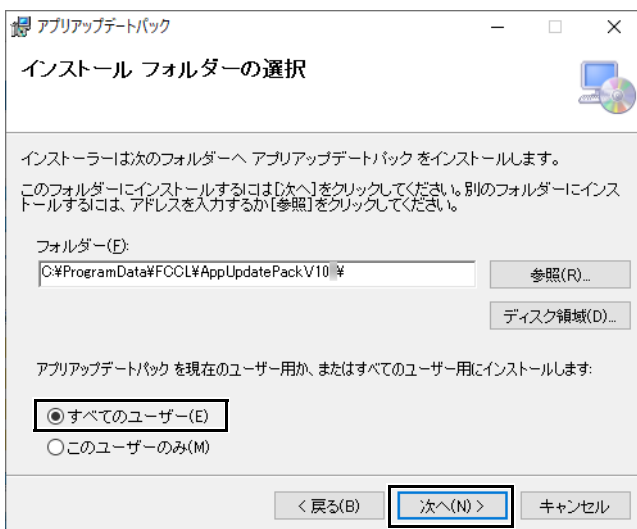 アプリアップデートパック
インストール フォルダーの選択
インストーラーは次のフォルダーへ アプリアップデートパック をインストールします。
このフォルダーにインストールするには[次へ]をクリックしてください。別のフォルダーにインス
トールするには、アドレスを入力するか[参照]をクリックしてください。
フォルダー(F):
C:¥ProgramData¥FCCL¥AppUpdatePackV10 ¥
参照(R)...
ディスク領域(D)...
アプリアップデートパック を現在のユーザー用か、またはすべてのユーザー用にインストールします:
すべてのユーザー(E)
このユーザーのみ(M)
< 戻る(B)
次へ(N) >
キャンセル